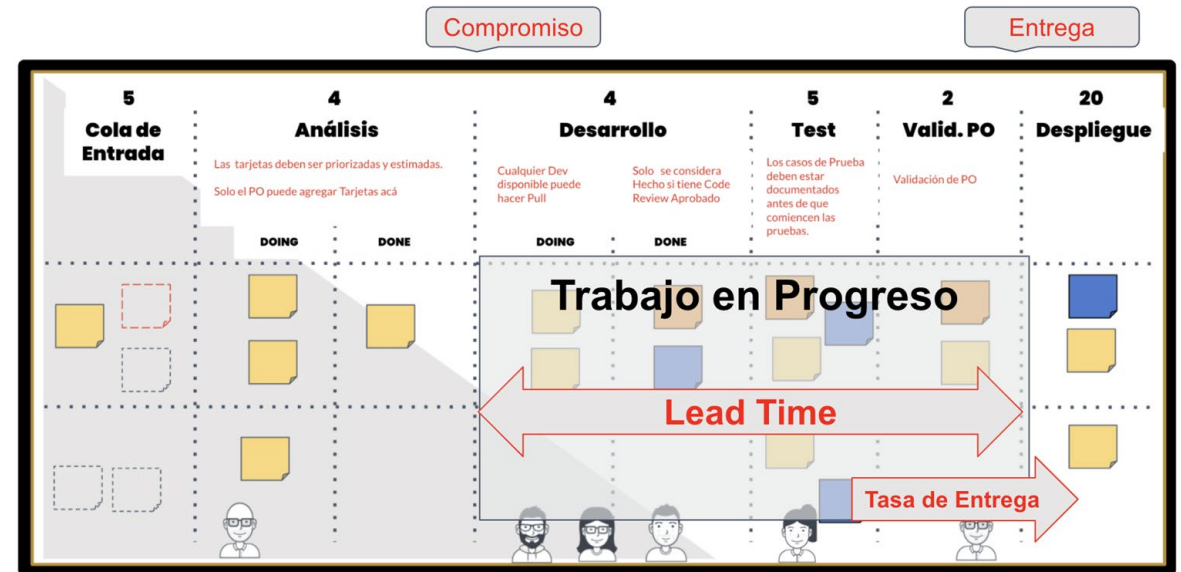 Compromiso
Entrega
5
Cola de
Entrada
4
Análisis
Las tarjetas deben ser priorizadas y estimadas.
Solo el PO puede agregar Tarjetas acá
DOING
DONE
4
Desarrollo
Cualquier Dev
disponible puede
hacer Pull
Solo se considera
Hecho si tiene Code
Review Aprobado
DOING
DONE
5
Test
Los casos de Prueba
deben estar
documentados
antes de que
comiencen las
pruebas.
2
Valid. PO
Validación de PO
20
Despliegue
Trabajo en Progreso
Lead Time
Tasa de Entrega